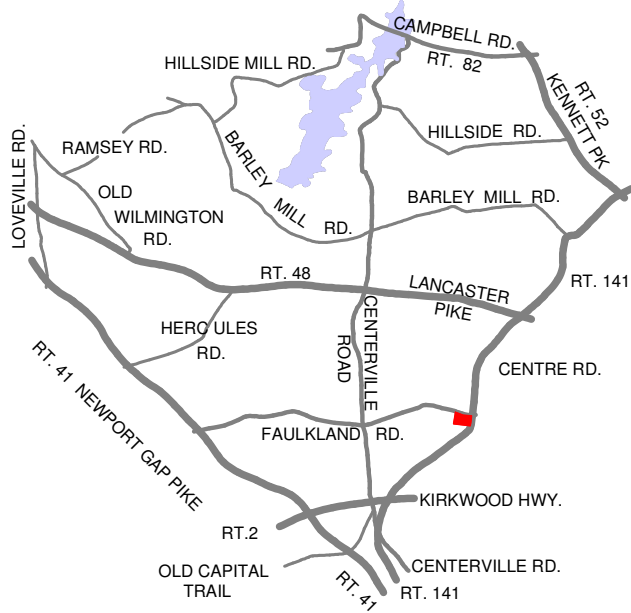 CAMPBELL RD.
RT. 82
HILLSIDE MILL RD.
RT. 52
KENNETT PK
HILLSIDE RD.
LOVEVILLE RD.
RAMSEY RD.
BARLEY MILL RD.
OLD
WILMINGTON
RD.
BARLEY MILL RD.
RT. 48
LANCASTER
PIKE
RT. 141
HERCULES
RD.
CENTERVILLE
ROAD
CENTRE RD.
RT. 41 NEWPORT GAP PIKE
FAULKLAND RD.
KIRKWOOD HWY.
RT.2
OLD CAPITAL
TRAIL
CENTERVILLE RD.
RT. 41
RT. 141